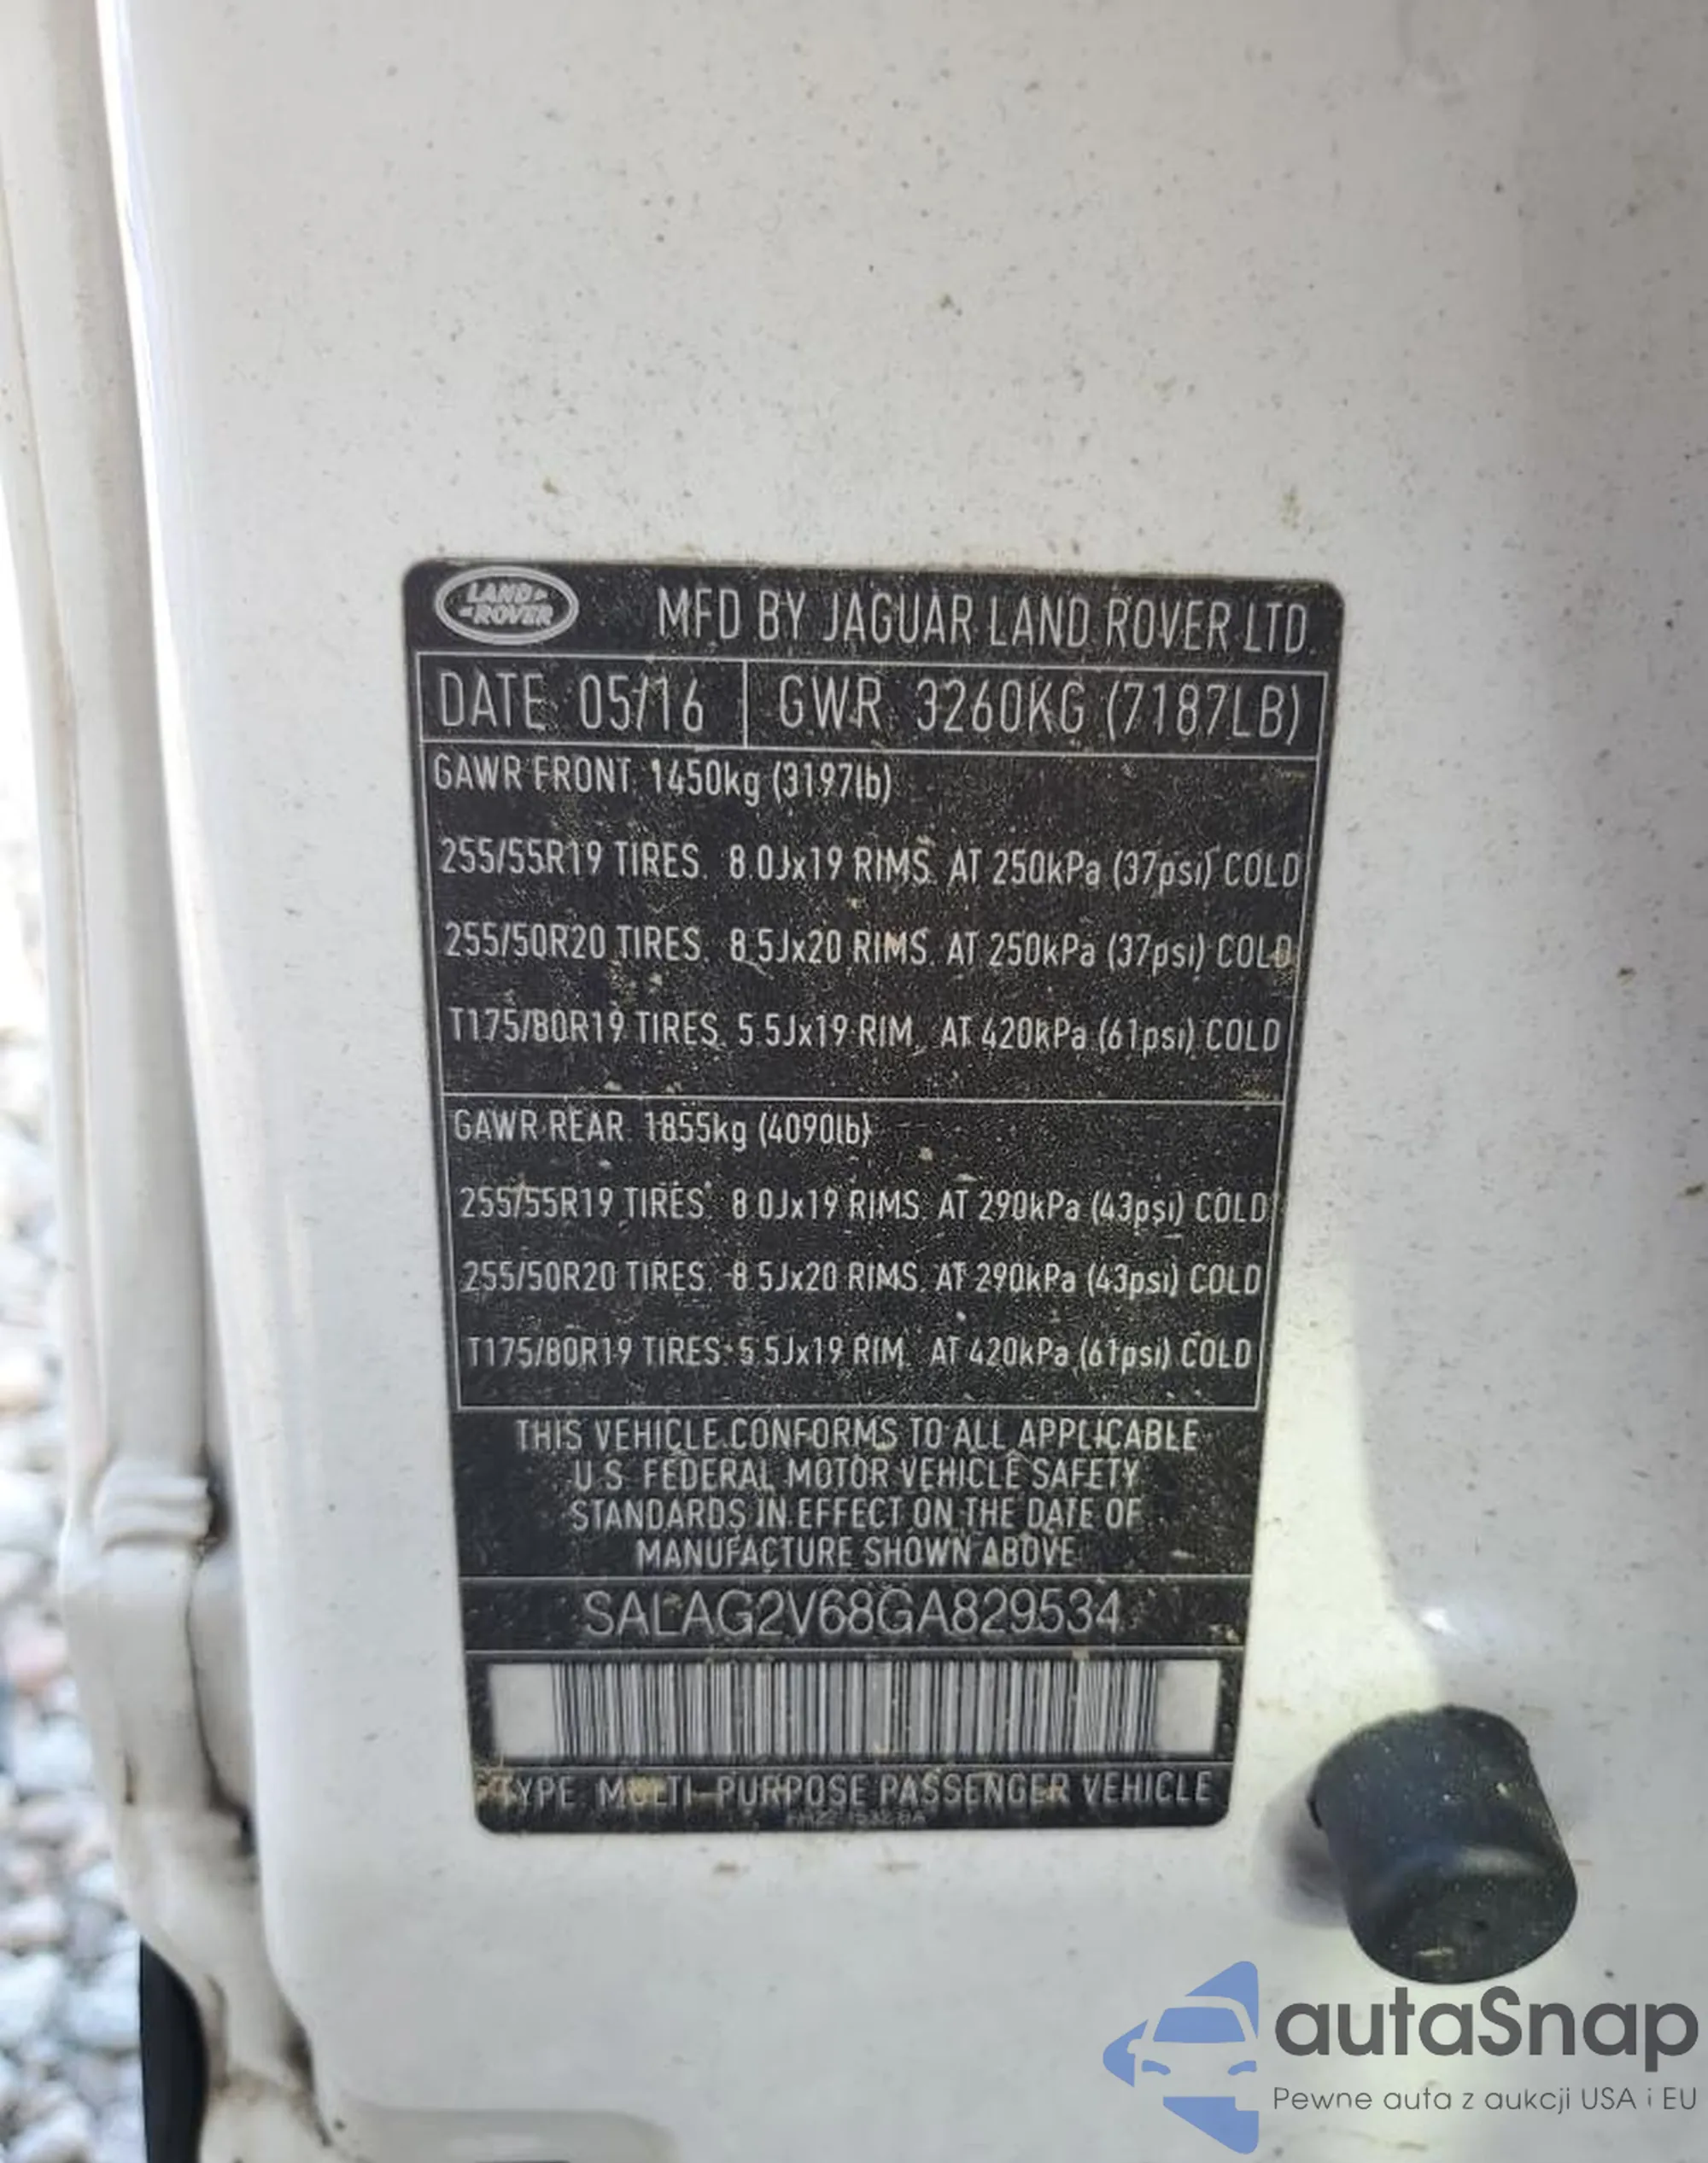 LAND ROVER
MFD BY JAGUAR LAND ROVER LTD.
DATE 05/16 GWR 3260KG (7187LB)
GAWR FRONT 1450kg (3197lb)
255/55R19 TIRES. 8.0Jx19 RIMS. AT 250kPa (37psi) COLD
255/50R20 TIRES. 8.5Jx20 RIMS. AT 250kPa (37psi) COLD
T175/80R19 TIRES. 5.5Jx19 RIM. AT 420kPa (61psi) COLD
GAWR REAR 1855kg (4090lb)
255/55R19 TIRES. 8.0Jx19 RIMS. AT 290kPa (43psi) COLD
255/50R20 TIRES. 8.5Jx20 RIMS. AT 290kPa (43psi) COLD
T175/80R19 TIRES. 5.5Jx19 RIM. AT 420kPa (61psi) COLD
THIS VEHICLE CONFORMS TO ALL APPLICABLE
U.S. FEDERAL MOTOR VEHICLE SAFETY
STANDARDS IN EFFECT ON THE DATE OF
MANUFACTURE SHOWN ABOVE
SALAG2V68GA829534
TYPE MULTI-PURPOSE PASSENGER VEHICLE
autaSnap
Pewne auta z aukcji USA i EU